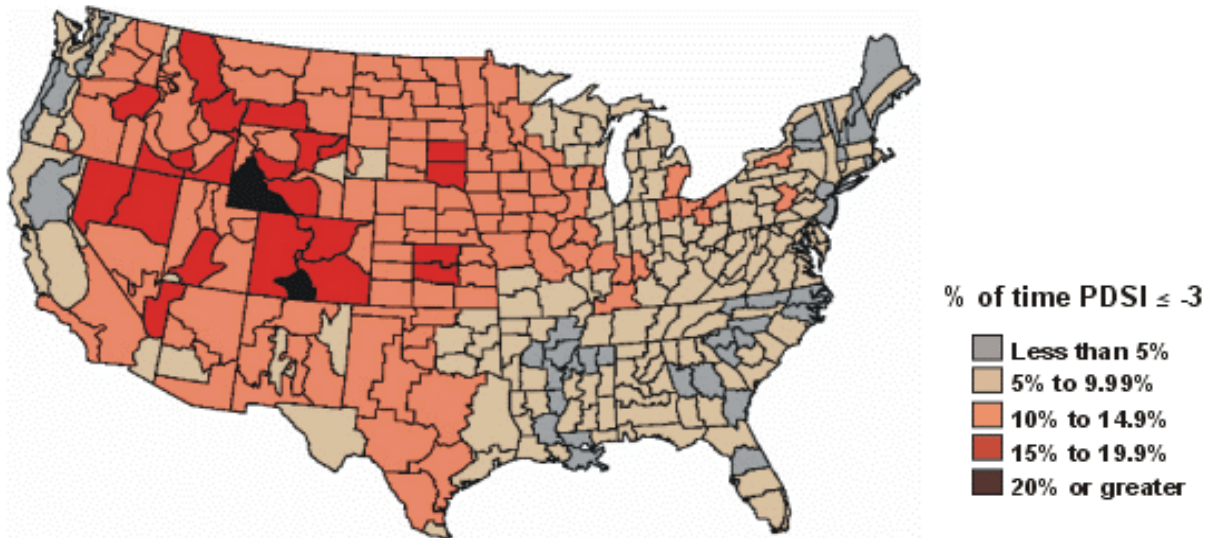 % of time PDSI ≤ -3
Less than 5%
5% to 9.99%
10% to 14.9%
15% to 19.9%
20% or greater